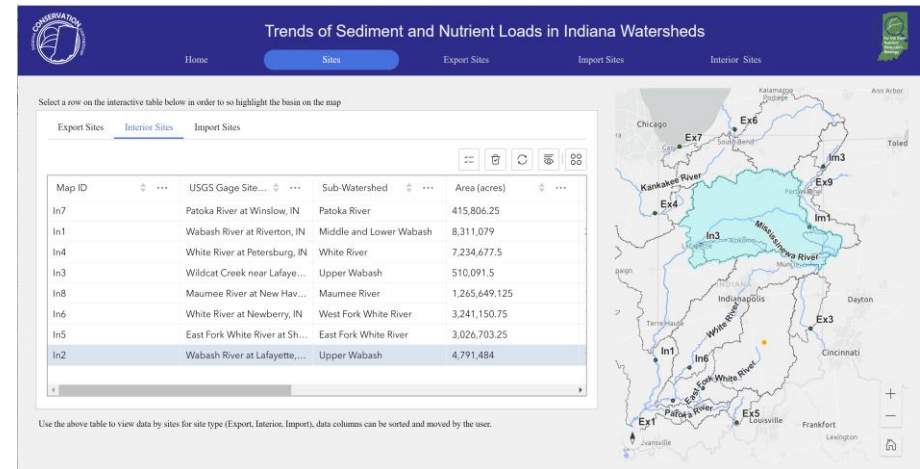 CONSERVATION
Trends of Sediment and Nutrient Loads in Indiana Watersheds
Home Sites Export Sites Import Sites Interior Sites
Select a row on the interactive table below in order to so highlight the basin on the map
Export Sites Interior Sites Import Sites
Map ID ... USGS Gage Site... ... Sub-Watershed ... Area (acres) ...
In7 Patoka River at Winslow, IN Patoka River 415,806.25
In1 Wabash River at Riverton, IN Middle and Lower Wabash 8,311,079
In4 White River at Petersburg, IN White River 7,234,677.5
In3 Wildcat Creek near Lafaye... Upper Wabash 510,091.5
In8 Maumee River at New Hav... Maumee River 1,265,649.125
In6 White River at Newberry, IN West Fork White River 3,241,150.75
In5 East Fork White River at Sh... East Fork White River 3,026,703.25
In2 Wabash River at Lafayette,... Upper Wabash 4,791,484
Use the above table to view data by sites for site type (Export, Interior, Import), data columns can be sorted and moved by the user.
Kalamazoo
Portage
Ann Arbor
Chicago
Ex6
Ex7
South Bend
Gary
Toled
Im3
Kankakee River
Ex9
Fort Wayne
Ex4
Im1
In3
Lafayette
Kokomo
Mississinewa River
Muncie
paign
INDIANA
Indianapolis
Dayton
White River
Terre Haute
Ex3
In1
In6
Cincinnati
East Fork White River
Patoka River
Ex1
Ex5
Louisville
Frankfort
Evansville
Lexington
+
−